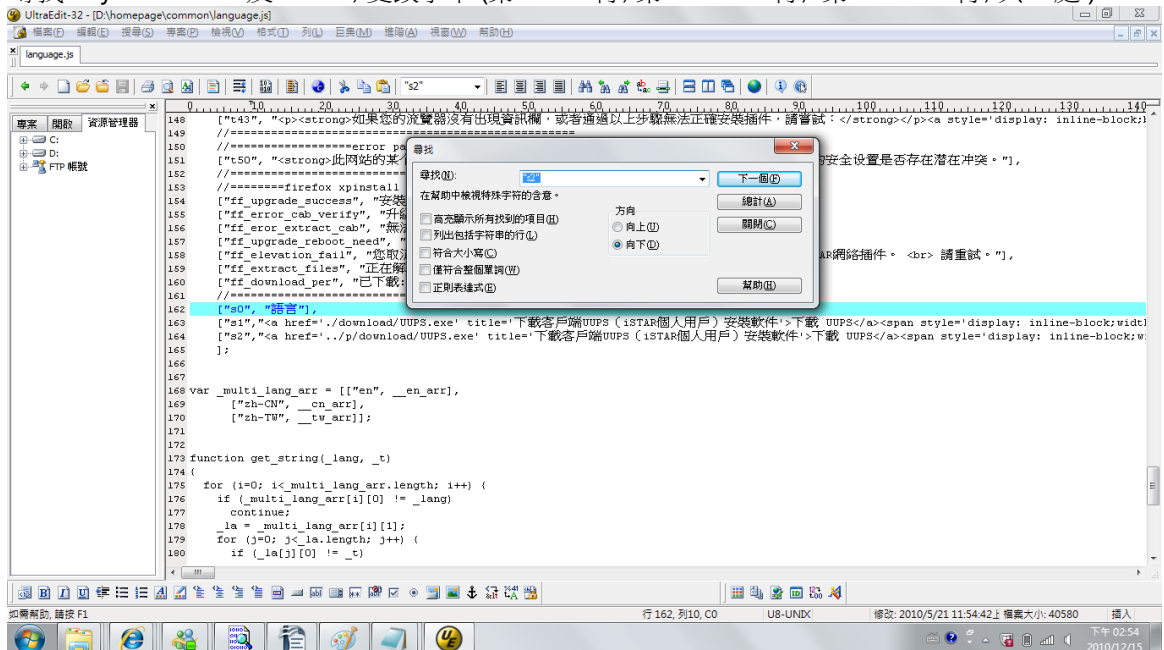 UltraEdit-32 - [D:\homepage\common\language.js]
檔案(F) 編輯(E) 搜尋(S) 專案(P) 檢視(V) 格式(T) 列(L) 巨集(M) 進階(A) 視窗(W) 幫助(H)
language.js
"s2"
專案 開啟 資源管理器
C:
D:
FTP 帳號
0 10 20 30 40 50 60 70 80 90 100 110 120 130 140
148 ["t43", "<p><strong>如果您的流覽器沒有出現資訊欄，或者通過以上步驟無法正確安裝插件，請嘗試：</strong></p><a style='display: inline-block;
149 //====================================================
150 //==================error pa
151 ["t50", "<strong>此网站的某 的安全设置是否存在潜在冲突。"],
152 //==========================
153 //========firefox xpinstall
154 ["ff_upgrade_success", "安裝
155 ["ff_error_cab_verify", "升級
156 ["ff_eror_extract_cab", "無法
157 ["ff_upgrade_reboot_need", "
158 ["ff_elevation_fail", "您取消 AR網絡插件。 <br> 請重試。"],
159 ["ff_extract_files", "正在解
160 ["ff_download_per", "已下載:
161 //==========================
162 ["s0", "語言"],
163 ["s1","<a href='./download/UUPS.exe' title='下載客戶端UUPS（iSTAR個人用戶）安裝軟件'>下載 UUPS</a><span style='display: inline-block;widt
164 ["s2","<a href='../p/download/UUPS.exe' title='下載客戶端UUPS（iSTAR個人用戶）安裝軟件'>下載 UUPS</a><span style='display: inline-block;w
165 ];
166
167
168 var _multi_lang_arr = [["en", __en_arr],
169 ["zh-CN", __cn_arr],
170 ["zh-TW", __tw_arr]];
171
172
173 function get_string(_lang, _t)
174 {
175 for (i=0; i<_multi_lang_arr.length; i++) {
176 if (_multi_lang_arr[i][0] != _lang)
177 continue;
178 _la = _multi_lang_arr[i][1];
179 for (j=0; j<_la.length; j++) {
180 if (_la[j][0] != _t)
尋找
尋找(N): "s2" 下一個(F)
在幫助中檢視特殊字符的含意。 總計(A)
高亮顯示所有找到的項目(H) 方向 關閉(C)
列出包括字符串的行(L) 向上(U)
符合大小寫(C) 向下(D)
僅符合整個單詞(W)
正則表達式(E) 幫助(H)
如需幫助, 請按 F1 行 162, 列10, C0 U8-UNIX 修改: 2010/5/21 11:54:42上 檔案大小: 40580 插入
下午 02:54
2010/12/15